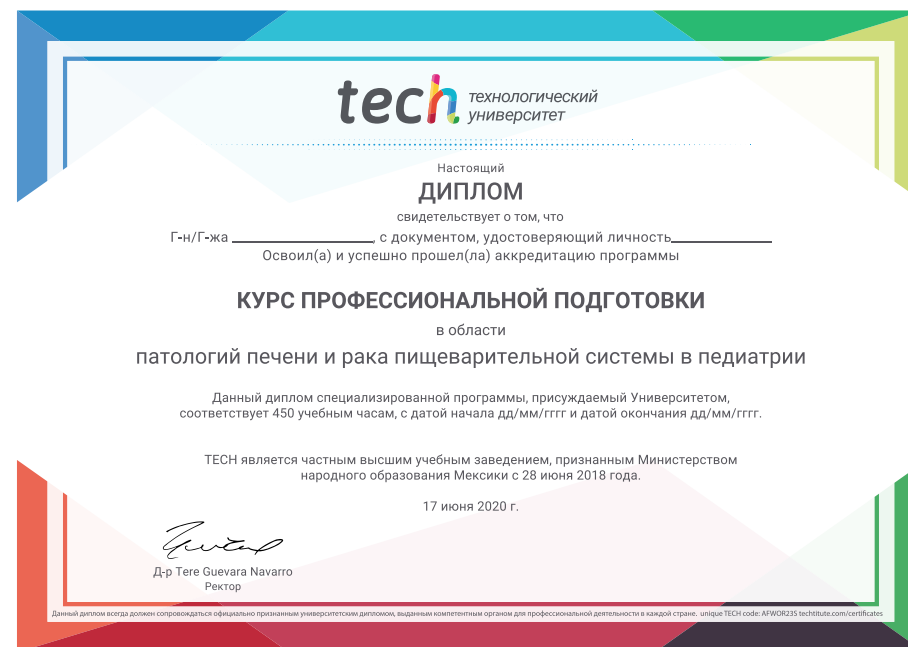 tech технологический
университет
Настоящий
ДИПЛОМ
свидетельствует о том, что
Г-н/Г-жа ____________, с документом, удостоверяющий личность____________
Освоил(а) и успешно прошел(ла) аккредитацию программы
КУРС ПРОФЕССИОНАЛЬНОЙ ПОДГОТОВКИ
в области
патологий печени и рака пищеварительной системы в педиатрии
Данный диплом специализированной программы, присуждаемый Университетом,
соответствует 450 учебным часам, с датой начала дд/мм/гггг и датой окончания дд/мм/гггг.
TECH является частным высшим учебным заведением, признанным Министерством
народного образования Мексики с 28 июня 2018 года.
17 июня 2020 г.
Д-р Tere Guevara Navarro
Ректор
Данный диплом всегда должен сопровождаться официально признанным университетским дипломом, выданным компетентным органом для профессиональной деятельности в каждой стране. unique TECH code: AFWOR23S techtitute.com/certificates